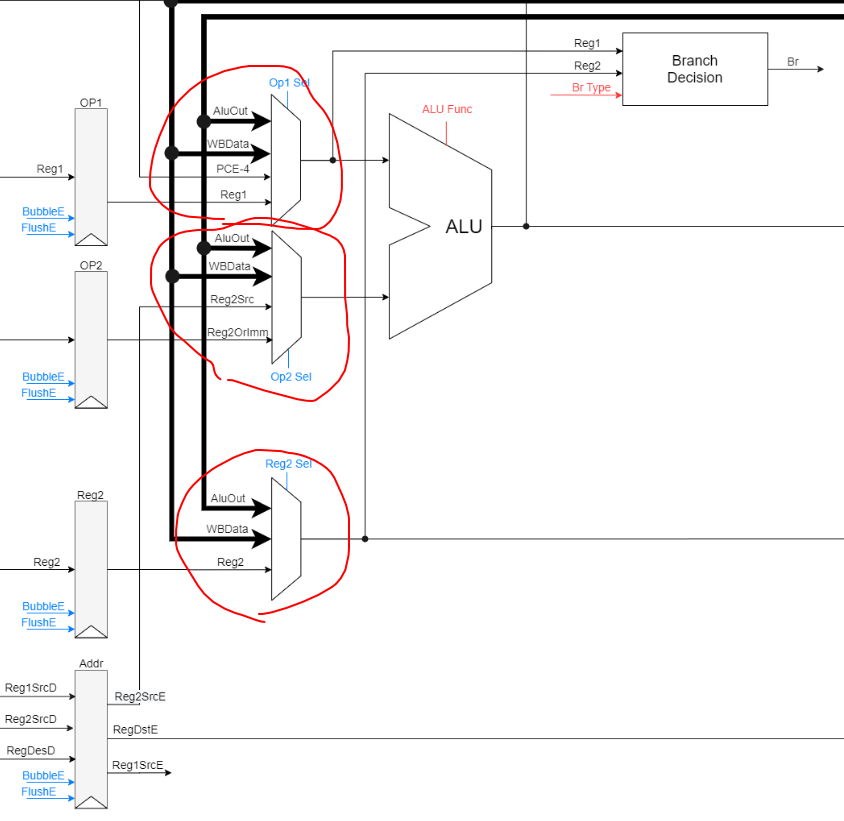 Reg1
Reg2
Br Type
Branch
Decision
Br
Op1 Sel
ALU Func
OP1
AluOut
WBData
PCE-4
Reg1
Reg1
BubbleE
FlushE
ALU
OP2
AluOut
WBData
Reg2Src
Reg2OrImm
Op2 Sel
BubbleE
FlushE
Reg2 Sel
Reg2
AluOut
WBData
Reg2
Reg2
BubbleE
FlushE
Addr
Reg1SrcD
Reg2SrcE
Reg2SrcD
RegDstE
RegDesD
Reg1SrcE
BubbleE
FlushE